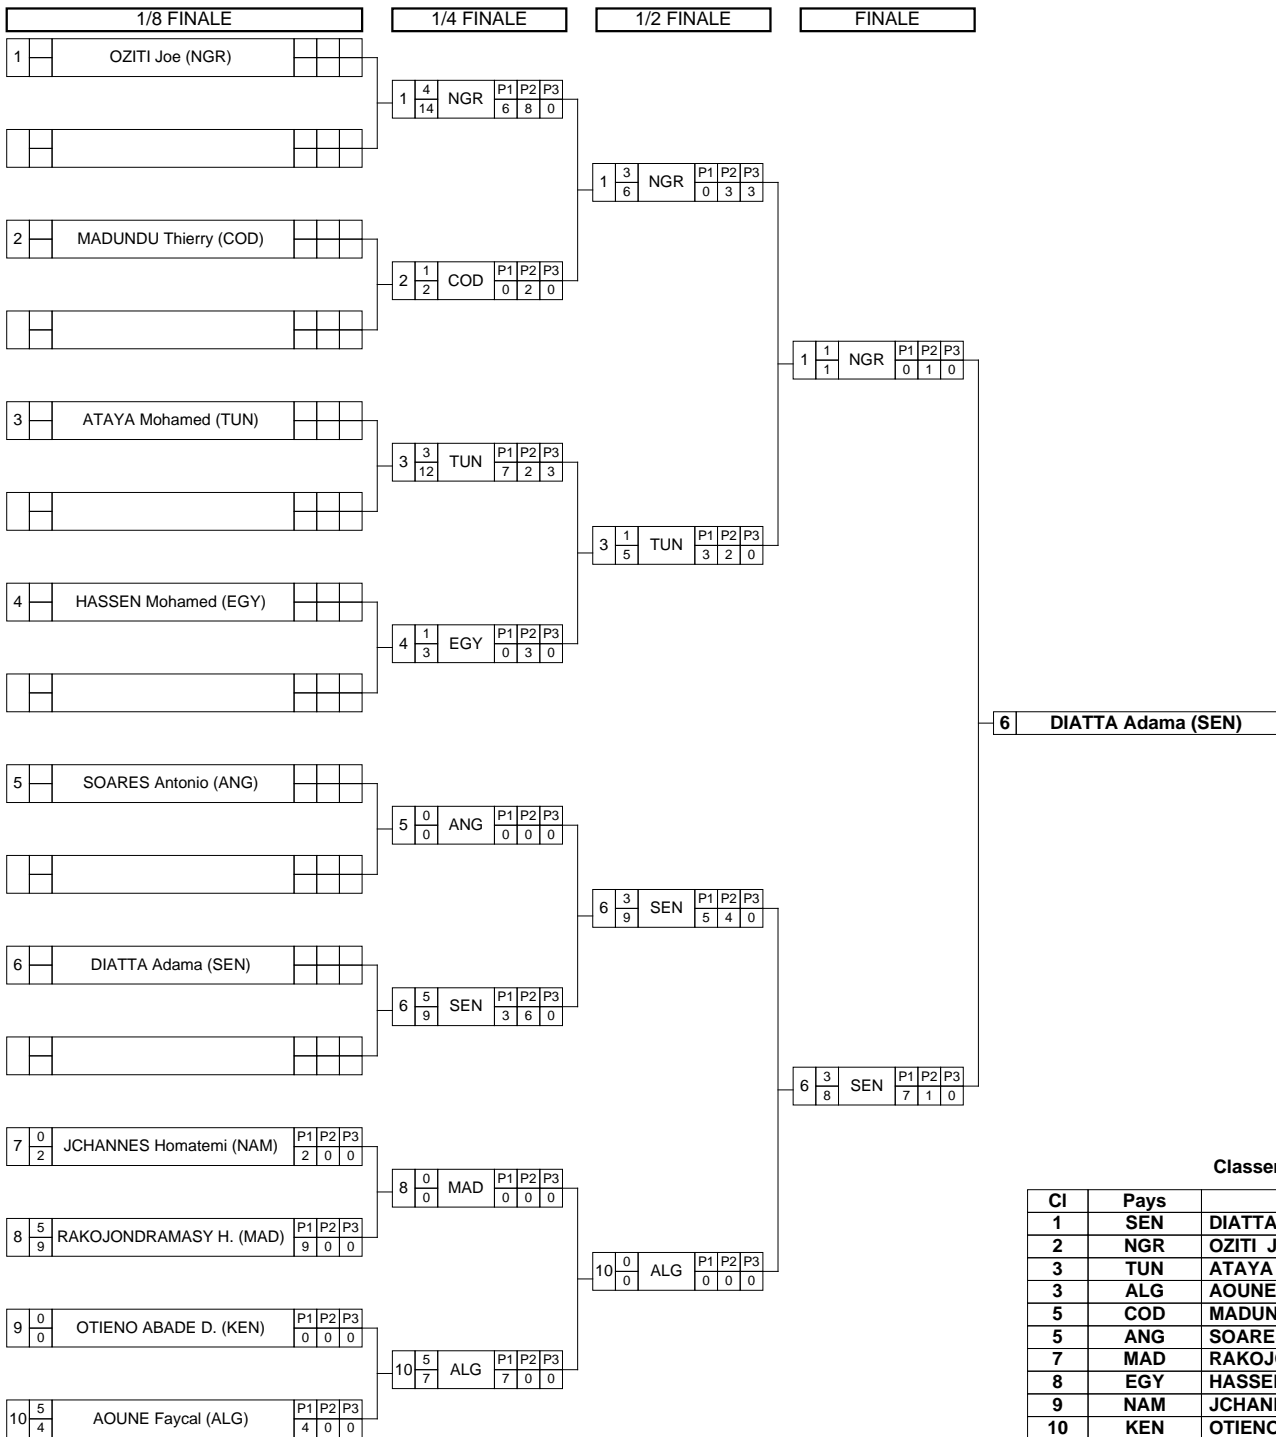 1/8 FINALE 1/4 FINALE 1/2 FINALE FINALE
1 OZITI Joe (NGR)
1 4 14 NGR P1 P2 P3 6 8 0
1 3 6 NGR P1 P2 P3 0 3 3
2 MADUNDU Thierry (COD)
2 1 2 COD P1 P2 P3 0 2 0
1 1 1 NGR P1 P2 P3 0 1 0
3 ATAYA Mohamed (TUN)
3 3 12 TUN P1 P2 P3 7 2 3
3 1 5 TUN P1 P2 P3 3 2 0
4 HASSEN Mohamed (EGY)
4 1 3 EGY P1 P2 P3 0 3 0
6 DIATTA Adama (SEN)
5 SOARES Antonio (ANG)
5 0 0 ANG P1 P2 P3 0 0 0
6 3 9 SEN P1 P2 P3 5 4 0
6 DIATTA Adama (SEN)
6 5 9 SEN P1 P2 P3 3 6 0
6 3 8 SEN P1 P2 P3 7 1 0
7 0 2 JCHANNES Homatemi (NAM) P1 P2 P3 2 0 0
8 0 0 MAD P1 P2 P3 0 0 0
8 5 9 RAKOJONDRAMASY H. (MAD) P1 P2 P3 9 0 0
10 0 0 ALG P1 P2 P3 0 0 0
9 0 0 OTIENO ABADE D. (KEN) P1 P2 P3 0 0 0
10 5 7 ALG P1 P2 P3 7 0 0
10 5 4 AOUNE Faycal (ALG) P1 P2 P3 4 0 0
Classe
Cl Pays
1 SEN DIATTA
2 NGR OZITI J
3 TUN ATAYA
3 ALG AOUNE
5 COD MADUN
5 ANG SOARE
7 MAD RAKOJ
8 EGY HASSE
9 NAM JCHAN
10 KEN OTIENO